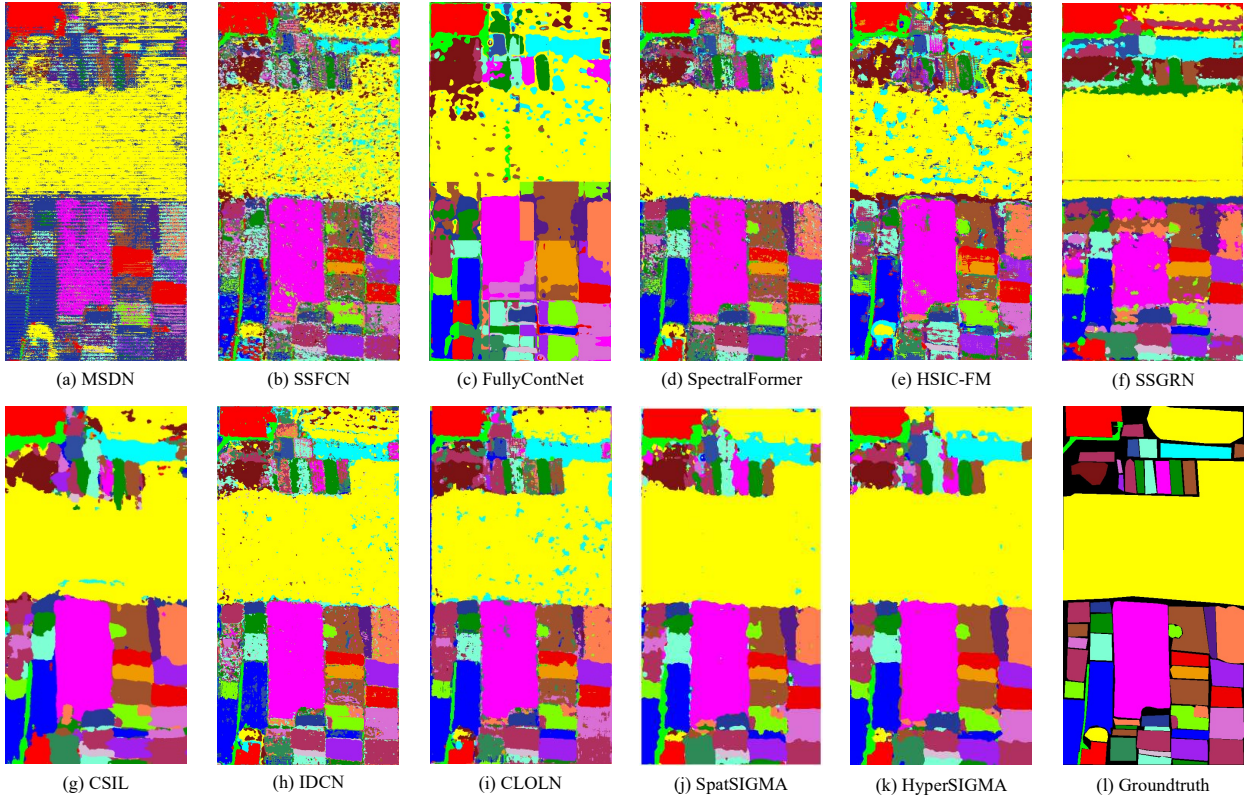 (a) MSDN
(b) SSFCN
(c) FullyContNet
(d) SpectralFormer
(e) HSIC-FM
(f) SSGRN
(g) CSIL
(h) IDCN
(i) CLOLN
(j) SpatSIGMA
(k) HyperSIGMA
(l) Groundtruth